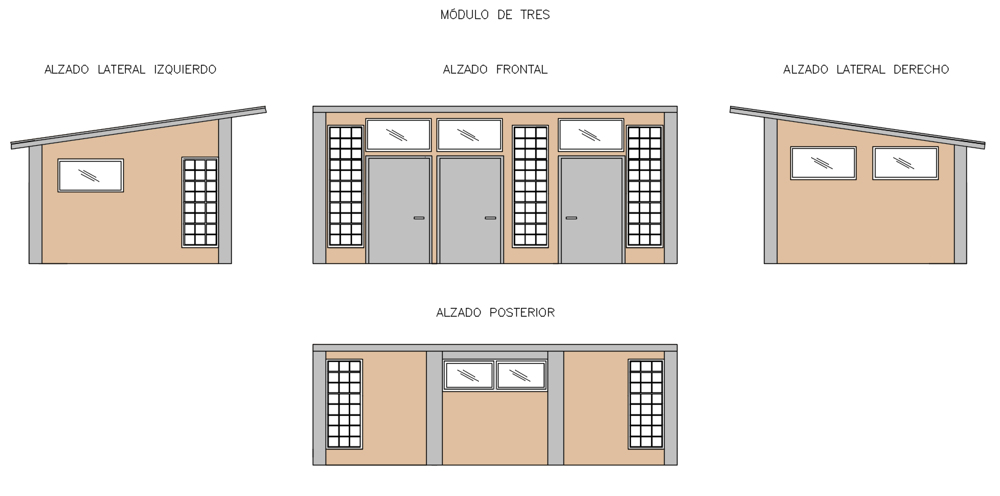 MÓDULO DE TRES
ALZADO LATERAL IZQUIERDO
ALZADO FRONTAL
ALZADO LATERAL DERECHO
ALZADO POSTERIOR